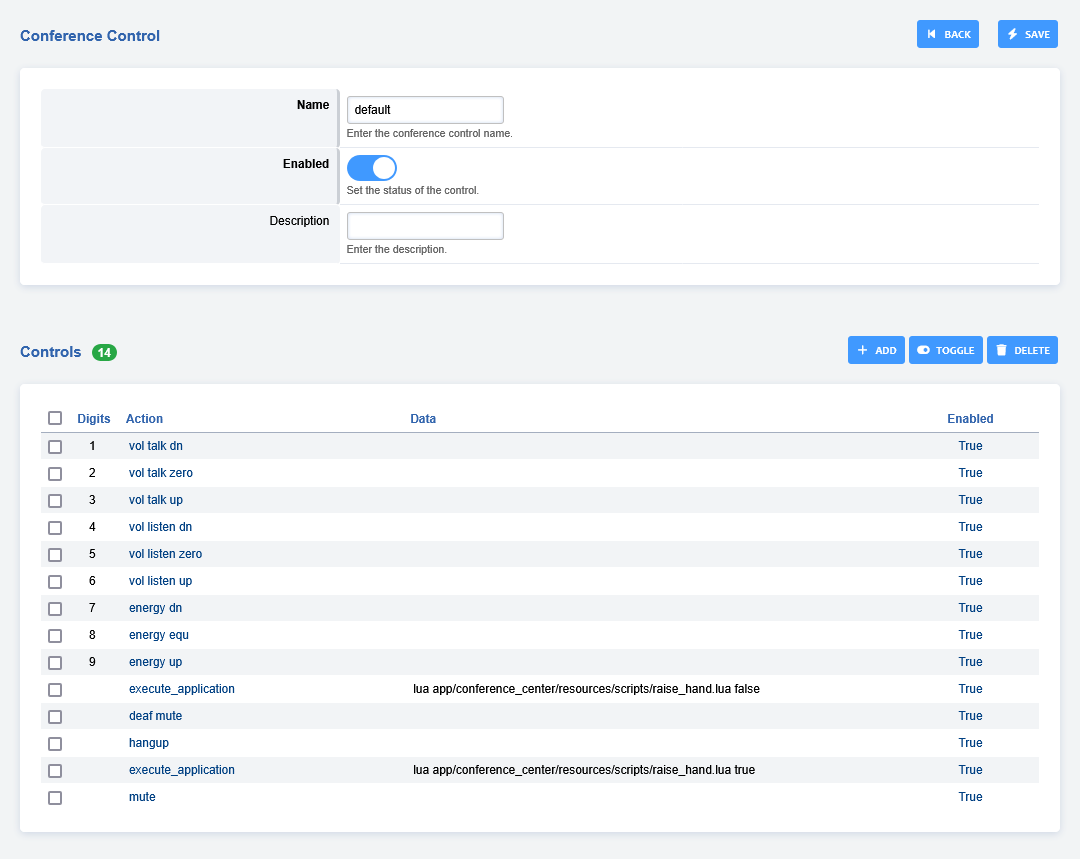 Conference Control
BACK SAVE
Name default
Enter the conference control name.
Enabled
Set the status of the control.
Description
Enter the description.
Controls 14
ADD TOGGLE DELETE
Digits Action Data Enabled
1 vol talk dn True
2 vol talk zero True
3 vol talk up True
4 vol listen dn True
5 vol listen zero True
6 vol listen up True
7 energy dn True
8 energy equ True
9 energy up True
execute_application lua app/conference_center/resources/scripts/raise_hand.lua false True
deaf mute True
hangup True
execute_application lua app/conference_center/resources/scripts/raise_hand.lua true True
mute True